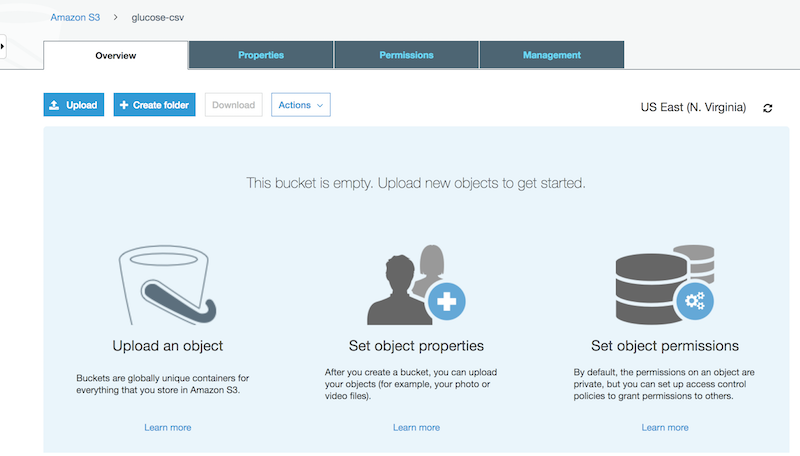 Amazon S3 > glucose-csv
Overview Properties Permissions Management
Upload Create folder Download Actions US East (N. Virginia)
This bucket is empty. Upload new objects to get started.
Upload an object
Buckets are globally unique containers for
everything that you store in Amazon S3.
Learn more
Set object properties
After you create a bucket, you can upload
your objects (for example, your photo or
video files).
Learn more
Set object permissions
By default, the permissions on an object are
private, but you can set up access control
policies to grant permissions to others.
Learn more